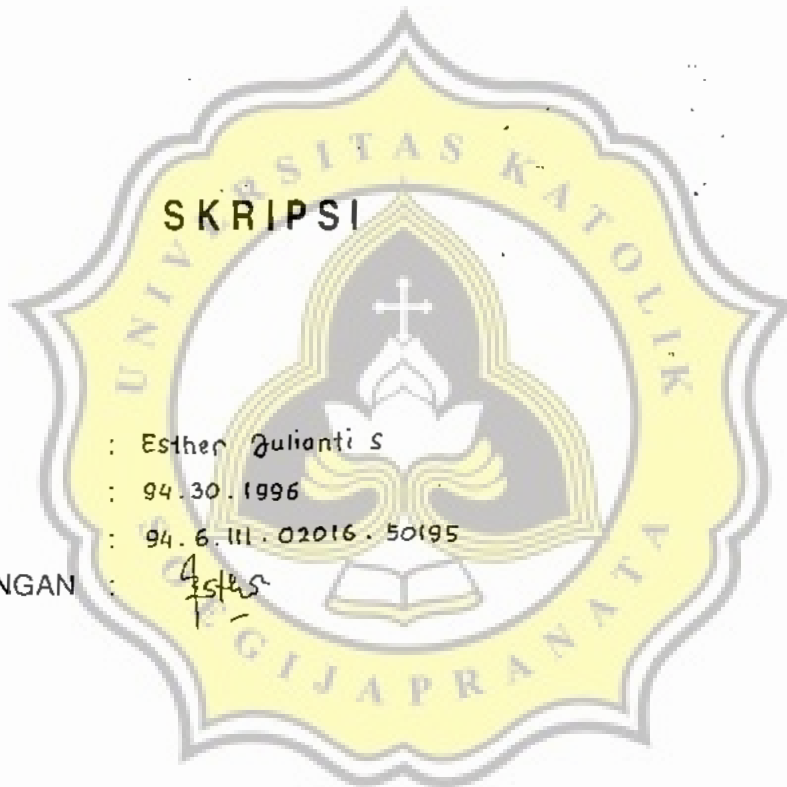 SKRIPSI
UNIVERSITAS KATOLIK
: Esther Julianti S
: 94.30.1996
: 94.6.111.02016.50195
NGAN :
SOEGIJAPRANATA